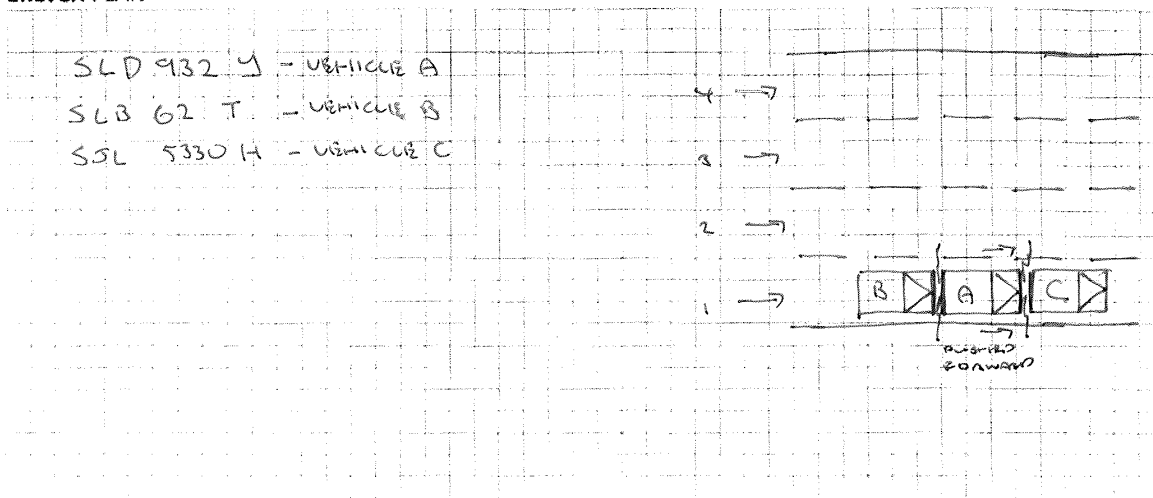 SLD 932 Y - VEHICLE A
SLB 62 T - VEHICLE B
SJL 5330 H - VEHICLE C
4
3
2
1
B A C
PUSHED
FORWARD